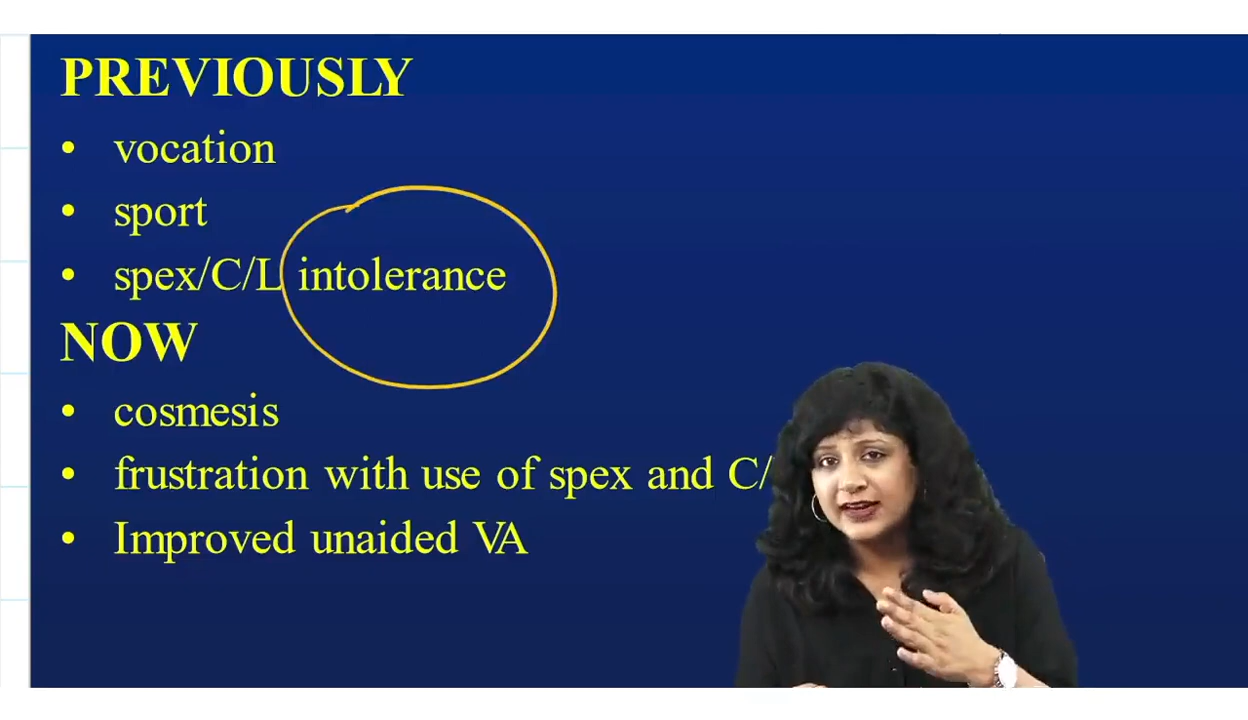 PREVIOUSLY
• vocation
• sport
• spex/C/L intolerance
NOW
• cosmesis
• frustration with use of spex and C/
• Improved unaided VA